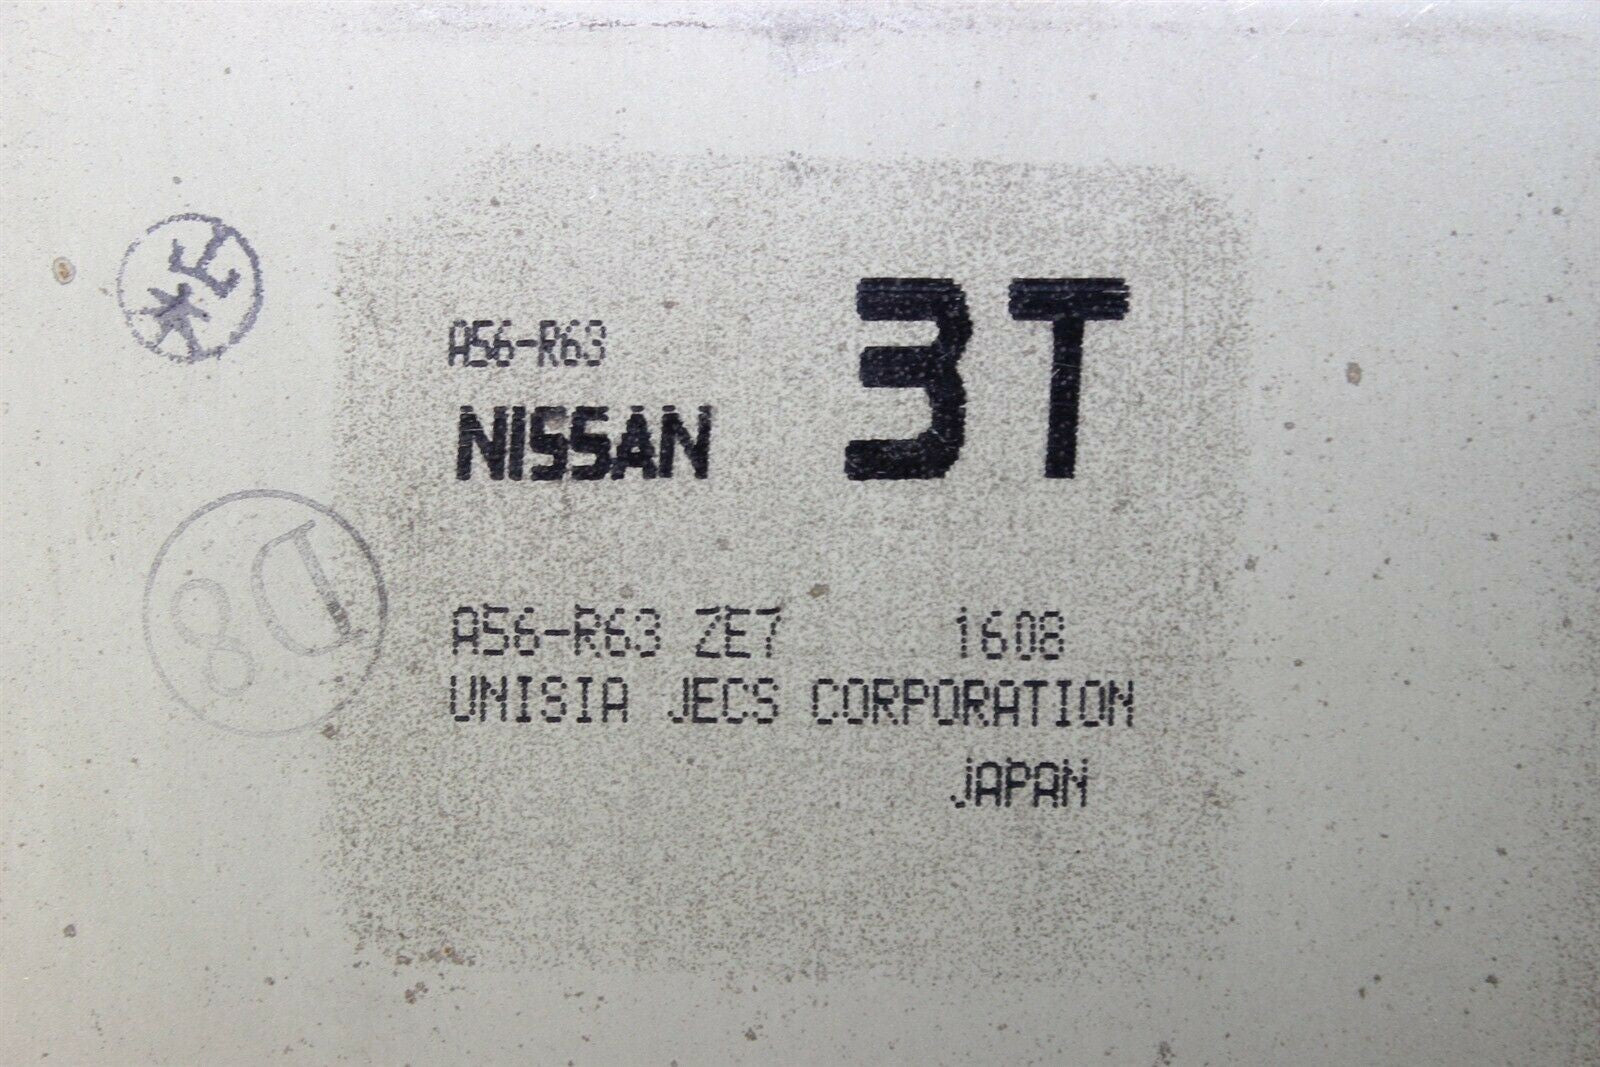 A56-R63
NISSAN 3T
A56-R63 ZE7 1608
UNISIA JECS CORPORATION
JAPAN